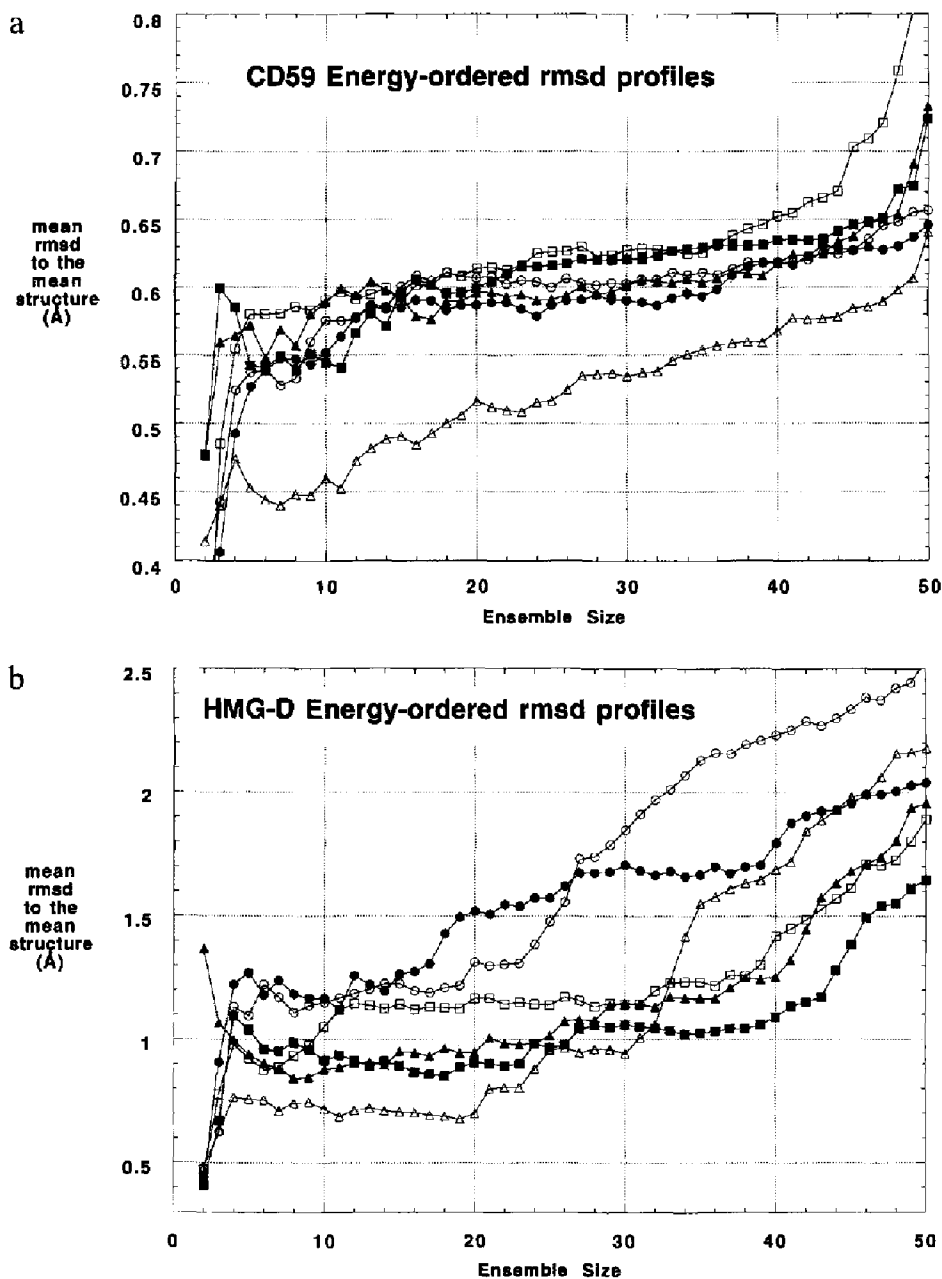 a
CD59 Energy-ordered rmsd profiles
mean
rmsd
to the
mean
structure
(Å)
0.8
0.75
0.7
0.65
0.6
0.55
0.5
0.45
0.4
0
10
20
30
40
50
Ensemble Size
b
HMG-D Energy-ordered rmsd profiles
mean
rmsd
to the
mean
structure
(Å)
2.5
2
1.5
1
0.5
0
10
20
30
40
50
Ensemble Size